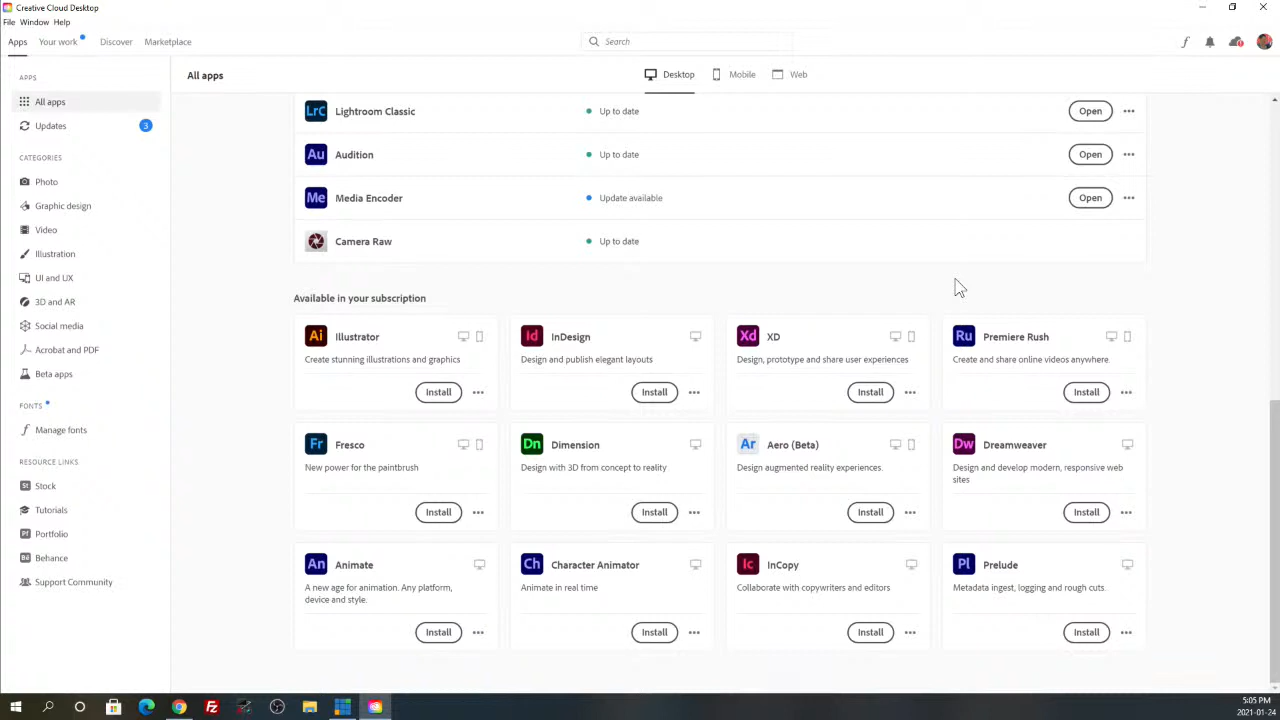 Creative Cloud Desktop
File Window Help
Apps Your work Discover Marketplace
Search
APPS
All apps
Updates 3
CATEGORIES
Photo
Graphic design
Video
Illustration
UI and UX
3D and AR
Social media
Acrobat and PDF
Beta apps
FONTS
Manage fonts
RESOURCE LINKS
St Stock
Tutorials
Pf Portfolio
Bē Behance
Support Community
All apps
Desktop Mobile Web
LrC Lightroom Classic Up to date Open
Au Audition Up to date Open
Me Media Encoder Update available Open
Camera Raw Up to date
Available in your subscription
Ai Illustrator
Create stunning illustrations and graphics
Install
Id InDesign
Design and publish elegant layouts
Install
Xd XD
Design, prototype and share user experiences
Install
Ru Premiere Rush
Create and share online videos anywhere.
Install
Fr Fresco
New power for the paintbrush
Install
Dn Dimension
Design with 3D from concept to reality
Install
Ar Aero (Beta)
Design augmented reality experiences.
Install
Dw Dreamweaver
Design and develop modern, responsive web
sites
Install
An Animate
A new age for animation. Any platform,
device and style.
Install
Ch Character Animator
Animate in real time
Install
Ic InCopy
Collaborate with copywriters and editors
Install
Pl Prelude
Metadata ingest, logging and rough cuts.
Install
5:05 PM
2021-01-24